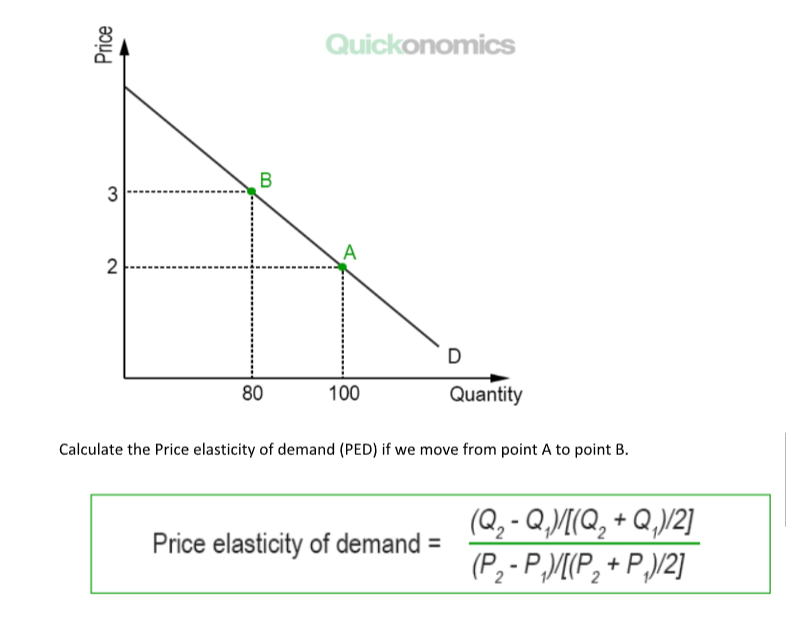 Quickonomics
Price
B
3
A
2
D
80 100 Quantity
Calculate the Price elasticity of demand (PED) if we move from point A to point B.
Price elasticity of demand = (Q₂ - Q₁)/[(Q₂ + Q₁)/2]
(P₂ - P₁)/[(P₂ + P₁)/2]